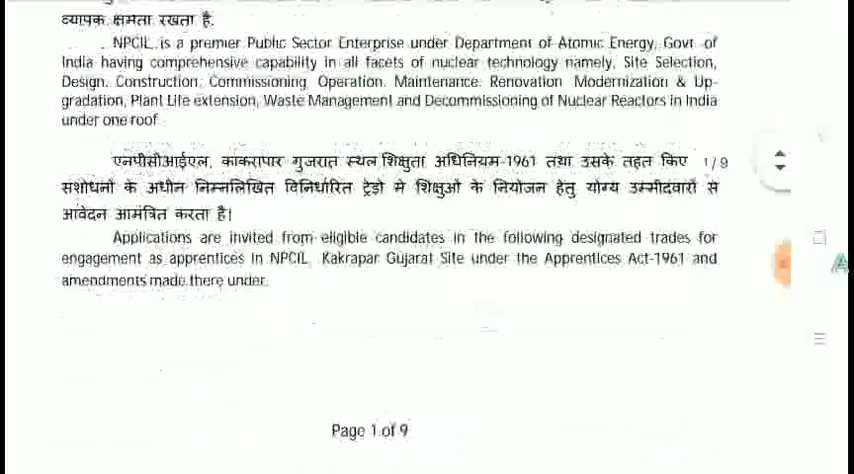 व्यापक क्षमता रखता है.
NPCIL is a premier Public Sector Enterprise under Department of Atomic Energy, Govt of
India having comprehensive capability in all facets of nuclear technology namely, Site Selection,
Design, Construction, Commissioning, Operation, Maintenance, Renovation Modernization & Up-
gradation, Plant Life extension, Waste Management and Decommissioning of Nuclear Reactors in India
under one roof
एनपीसीआईएल, काकरापार गुजरात स्थल शिक्षुता अधिनियम-1961 तथा उसके तहत किए
1/9
संशोधनों के अधीन निम्नलिखित विनिर्धारित ट्रेडो मे शिक्षुओं के नियोजन हेतु योग्य उम्मीदवारों से
आवेदन आमंत्रित करता है।
Applications are invited from eligible candidates in the following designated trades for
engagement as apprentices in NPCIL, Kakrapar Gujarat Site under the Apprentices Act-1961 and
amendments made there under.
Page 1 of 9
A